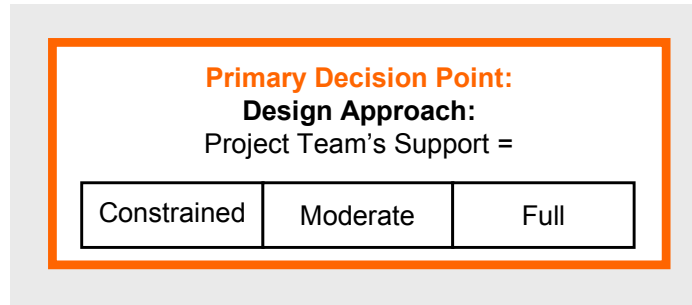 Primary Decision Point:
Design Approach:
Project Team’s Support =
Constrained Moderate Full